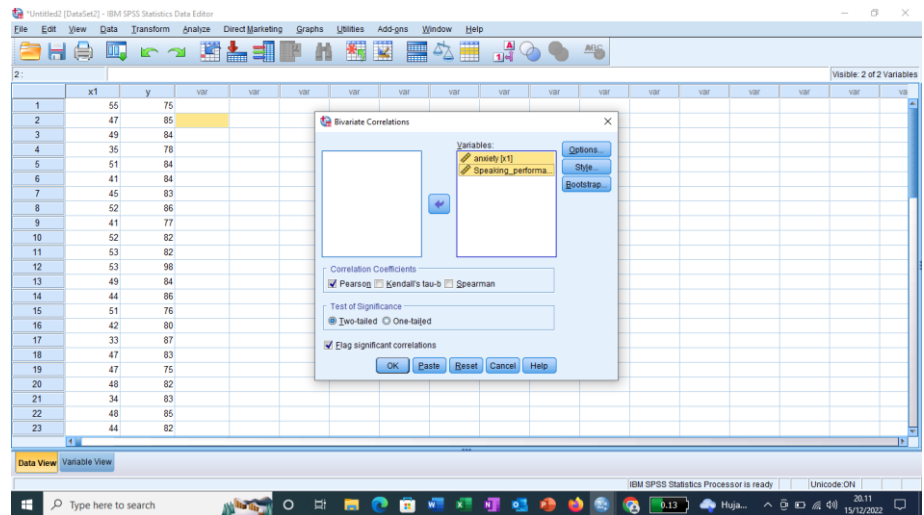 *Untitled2 [DataSet2] - IBM SPSS Statistics Data Editor
File Edit View Data Transform Analyze Direct Marketing Graphs Utilities Add-ons Window Help
2 :
Visible: 2 of 2 Variables
x1 y var var var var var var var var var var var var var va
1 55 75
2 47 85
3 49 84
4 35 78
5 51 84
6 41 84
7 45 83
8 52 86
9 41 77
10 52 82
11 53 82
12 53 98
13 49 84
14 44 86
15 51 76
16 42 80
17 33 87
18 47 83
19 47 75
20 48 82
21 34 83
22 48 85
23 44 82
Bivariate Correlations
Variables:
anxiety [x1]
Speaking_performa...
Options...
Style...
Bootstrap...
Correlation Coefficients
Pearson Kendall's tau-b Spearman
Test of Significance
Two-tailed One-tailed
Flag significant correlations
OK Paste Reset Cancel Help
Data View Variable View
IBM SPSS Statistics Processor is ready Unicode:ON
Type here to search
0.13
Huja...
20.11
15/12/2022